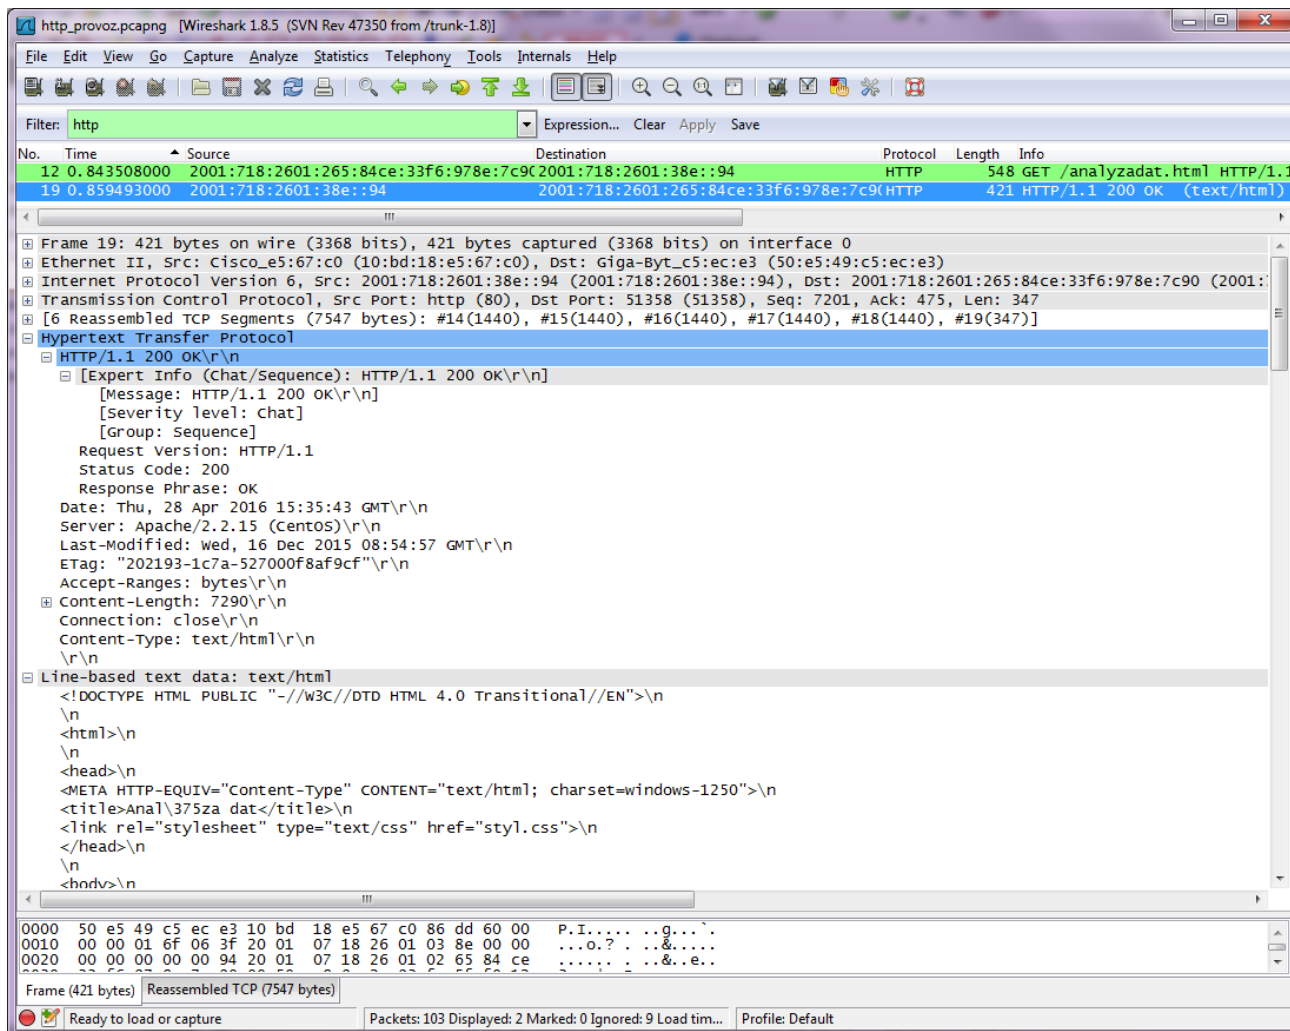 http_provoz.pcapng   [Wireshark 1.8.5 (SVN Rev 47350 from /trunk-1.8)]
File Edit View Go Capture Analyze Statistics Telephony Tools Internals Help
Filter: http Expression... Clear Apply Save
No. Time Source Destination Protocol Length Info
12 0.843508000 2001:718:2601:265:84ce:33f6:978e:7c90 2001:718:2601:38e::94 HTTP 548 GET /analyzadat.html HTTP/1.1
19 0.859493000 2001:718:2601:38e::94 2001:718:2601:265:84ce:33f6:978e:7c90 HTTP 421 HTTP/1.1 200 OK  (text/html)
Frame 19: 421 bytes on wire (3368 bits), 421 bytes captured (3368 bits) on interface 0
Ethernet II, Src: Cisco_e5:67:c0 (10:bd:18:e5:67:c0), Dst: Giga-Byt_c5:ec:e3 (50:e5:49:c5:ec:e3)
Internet Protocol Version 6, Src: 2001:718:2601:38e::94 (2001:718:2601:38e::94), Dst: 2001:718:2601:265:84ce:33f6:978e:7c90 (2001:
Transmission Control Protocol, Src Port: http (80), Dst Port: 51358 (51358), Seq: 7201, Ack: 475, Len: 347
[6 Reassembled TCP Segments (7547 bytes): #14(1440), #15(1440), #16(1440), #17(1440), #18(1440), #19(347)]
Hypertext Transfer Protocol
HTTP/1.1 200 OK\r\n
[Expert Info (Chat/Sequence): HTTP/1.1 200 OK\r\n]
[Message: HTTP/1.1 200 OK\r\n]
[Severity level: Chat]
[Group: Sequence]
Request Version: HTTP/1.1
Status Code: 200
Response Phrase: OK
Date: Thu, 28 Apr 2016 15:35:43 GMT\r\n
Server: Apache/2.2.15 (CentOS)\r\n
Last-Modified: Wed, 16 Dec 2015 08:54:57 GMT\r\n
ETag: "202193-1c7a-527000f8af9cf"\r\n
Accept-Ranges: bytes\r\n
Content-Length: 7290\r\n
Connection: close\r\n
Content-Type: text/html\r\n
\r\n
Line-based text data: text/html
<!DOCTYPE HTML PUBLIC "-//W3C//DTD HTML 4.0 Transitional//EN">\n
\n
<html>\n
\n
<head>\n
<META HTTP-EQUIV="Content-Type" CONTENT="text/html; charset=windows-1250">\n
<title>Anal\375za dat</title>\n
<link rel="stylesheet" type="text/css" href="styl.css">\n
</head>\n
\n
<body>\n
0000 50 e5 49 c5 ec e3 10 bd 18 e5 67 c0 86 dd 60 00 P.I..... ..g...`.
0010 00 00 01 6f 06 3f 20 01 07 18 26 01 03 8e 00 00 ...o.? . ..&.....
0020 00 00 00 00 00 94 20 01 07 18 26 01 02 65 84 ce ...... . ..&..e..
Frame (421 bytes) Reassembled TCP (7547 bytes)
Ready to load or capture Packets: 103 Displayed: 2 Marked: 0 Ignored: 9 Load tim... Profile: Default